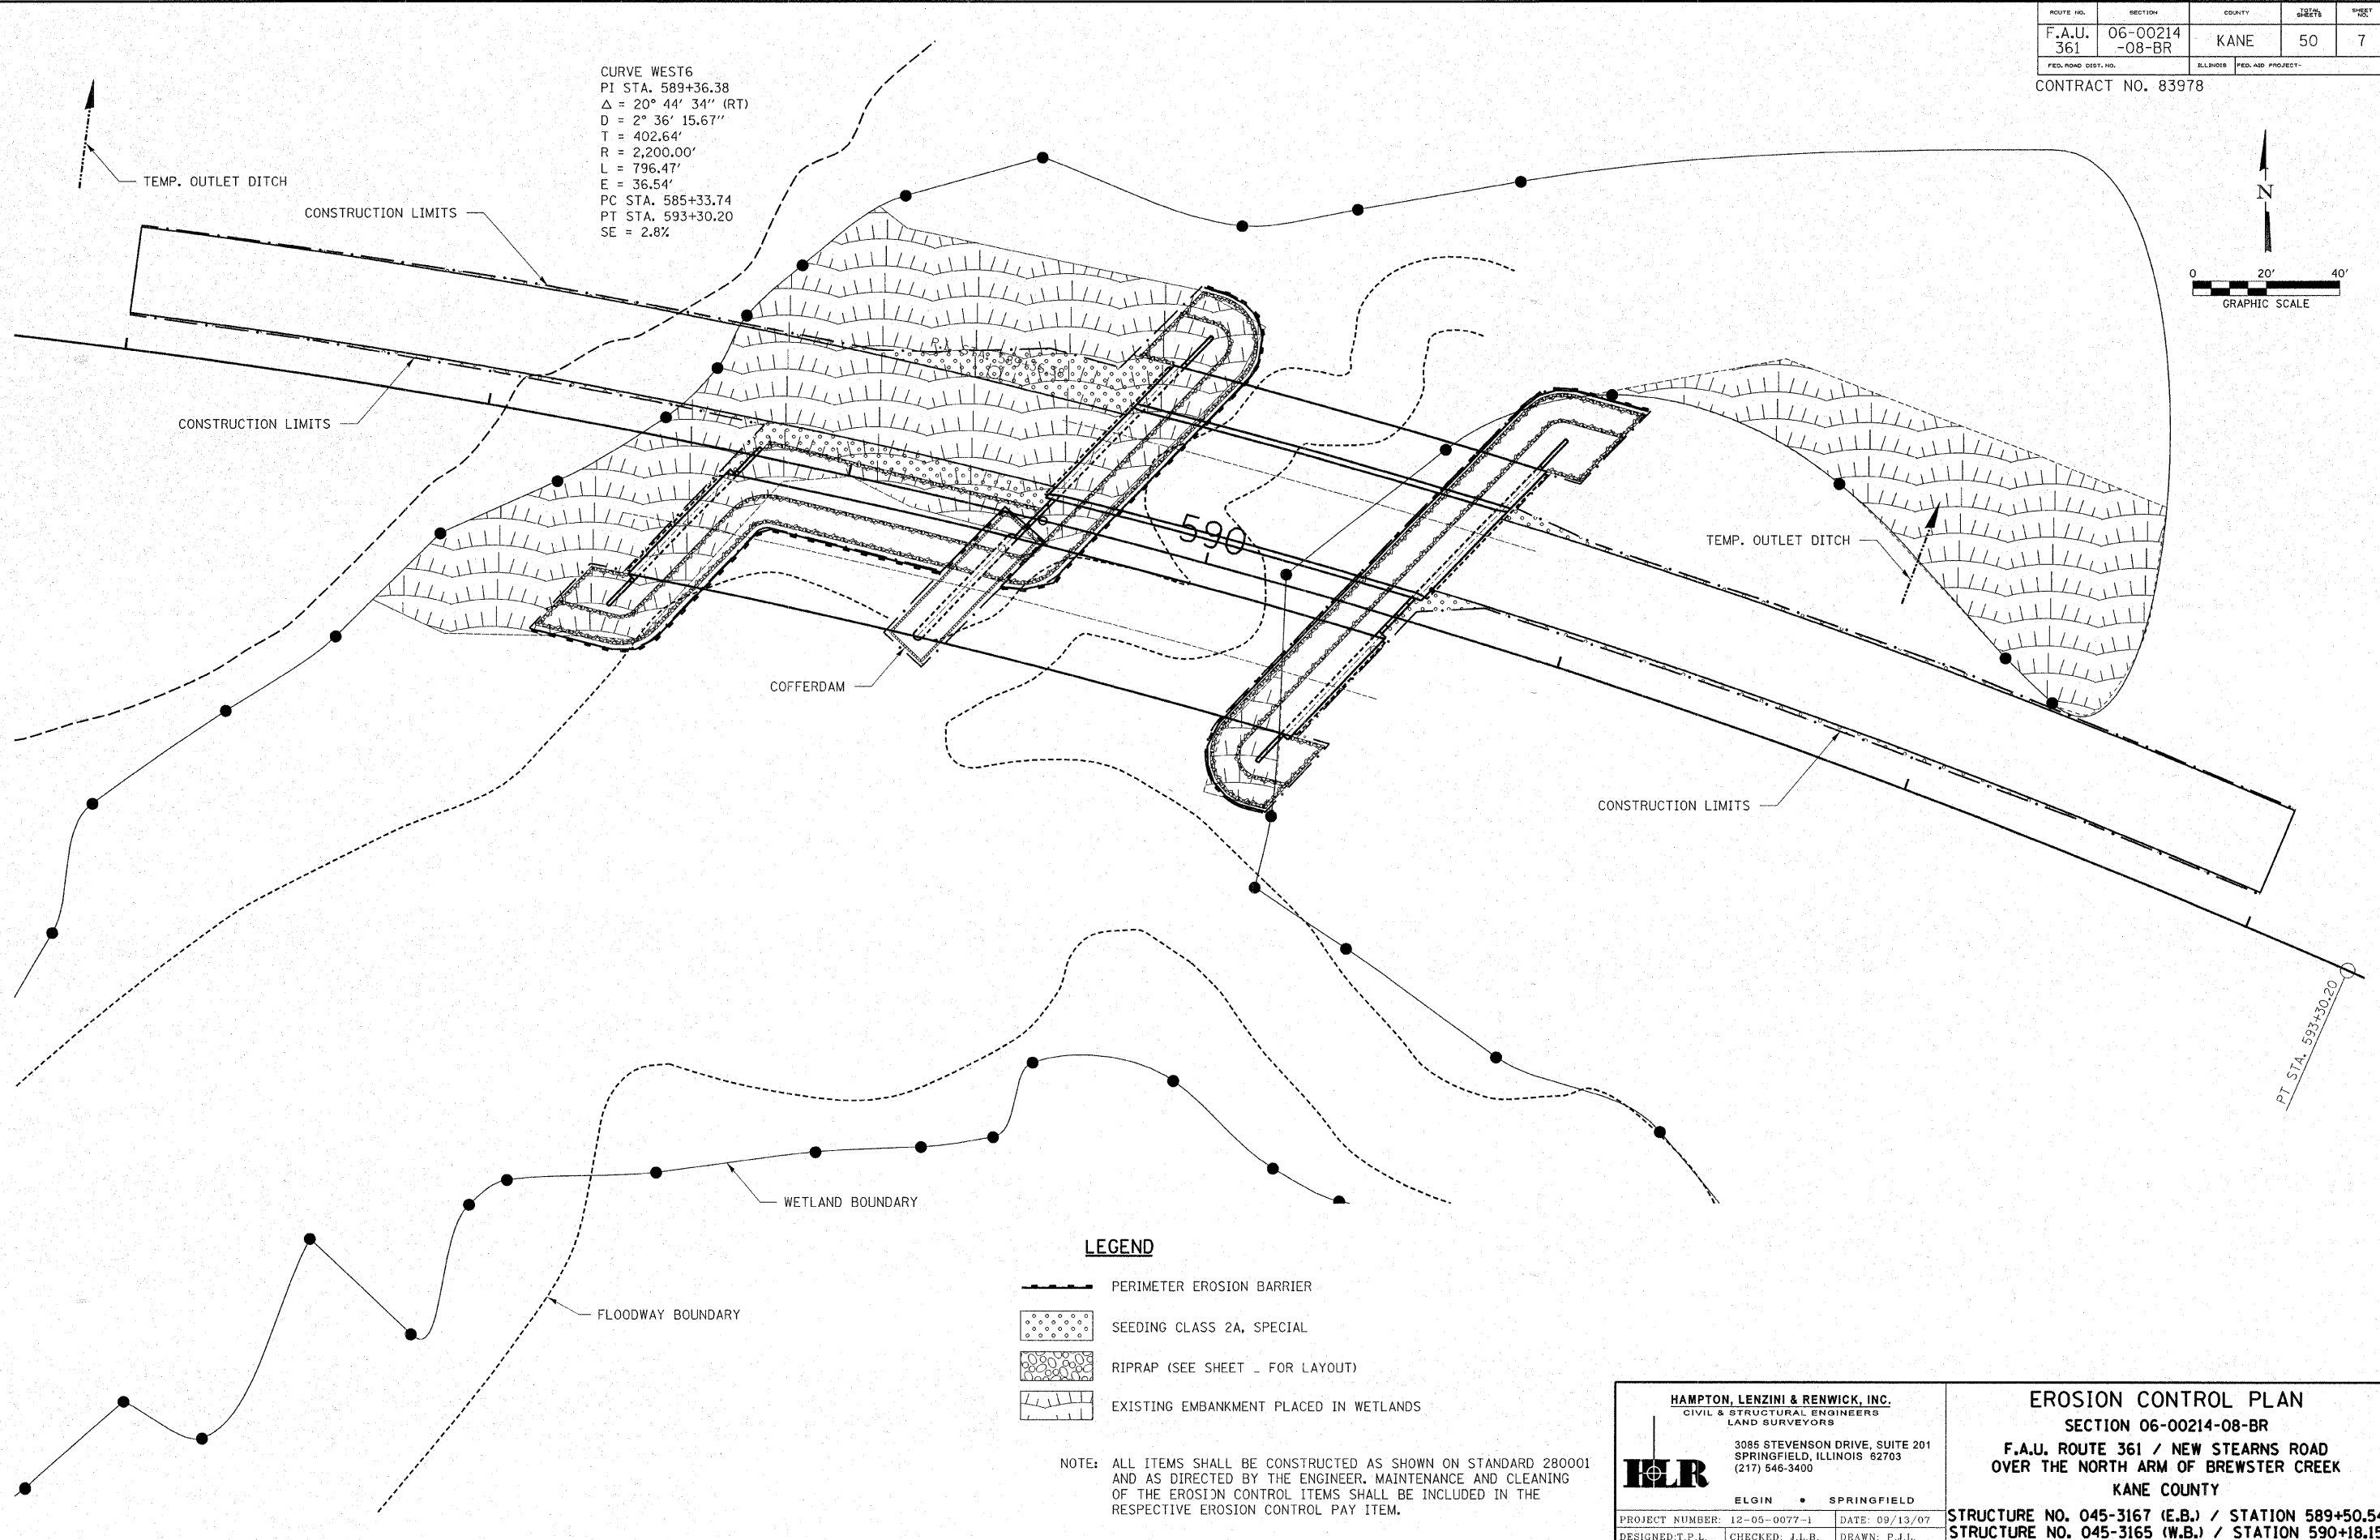 ROUTE NO. SECTION COUNTY TOTAL SHEETS SHEET NO.
F.A.U. 361 06-00214 -08-BR KANE 50 7
FED. ROAD DIST. NO. ILLINOIS FED. AID PROJECT-
CONTRACT NO. 83978
CURVE WEST6
PI STA. 589+36.38
Δ = 20° 44' 34" (RT)
D = 2° 36' 15.67"
T = 402.64'
R = 2,200.00'
L = 796.47'
E = 36.54'
PC STA. 585+33.74
PT STA. 593+30.20
SE = 2.8%
TEMP. OUTLET DITCH
CONSTRUCTION LIMITS
N
0 20' 40'
GRAPHIC SCALE
CONSTRUCTION LIMITS
590
TEMP. OUTLET DITCH
COFFERDAM
CONSTRUCTION LIMITS
PT STA. 593+30.20
WETLAND BOUNDARY
FLOODWAY BOUNDARY
LEGEND
PERIMETER EROSION BARRIER
SEEDING CLASS 2A, SPECIAL
RIPRAP (SEE SHEET _ FOR LAYOUT)
EXISTING EMBANKMENT PLACED IN WETLANDS
NOTE: ALL ITEMS SHALL BE CONSTRUCTED AS SHOWN ON STANDARD 280001
AND AS DIRECTED BY THE ENGINEER. MAINTENANCE AND CLEANING
OF THE EROSION CONTROL ITEMS SHALL BE INCLUDED IN THE
RESPECTIVE EROSION CONTROL PAY ITEM.
HAMPTON, LENZINI & RENWICK, INC.
CIVIL & STRUCTURAL ENGINEERS
LAND SURVEYORS
3085 STEVENSON DRIVE, SUITE 201
SPRINGFIELD, ILLINOIS 62703
(217) 546-3400
HLR
ELGIN • SPRINGFIELD
PROJECT NUMBER: 12-05-0077-1 DATE: 09/13/07
DESIGNED: T.P.L. CHECKED: J.L.R. DRAWN: P.J.L.
EROSION CONTROL PLAN
SECTION 06-00214-08-BR
F.A.U. ROUTE 361 / NEW STEARNS ROAD
OVER THE NORTH ARM OF BREWSTER CREEK
KANE COUNTY
STRUCTURE NO. 045-3167 (E.B.) / STATION
STRUCTURE NO. 045-3165 (W.B.) / STATION